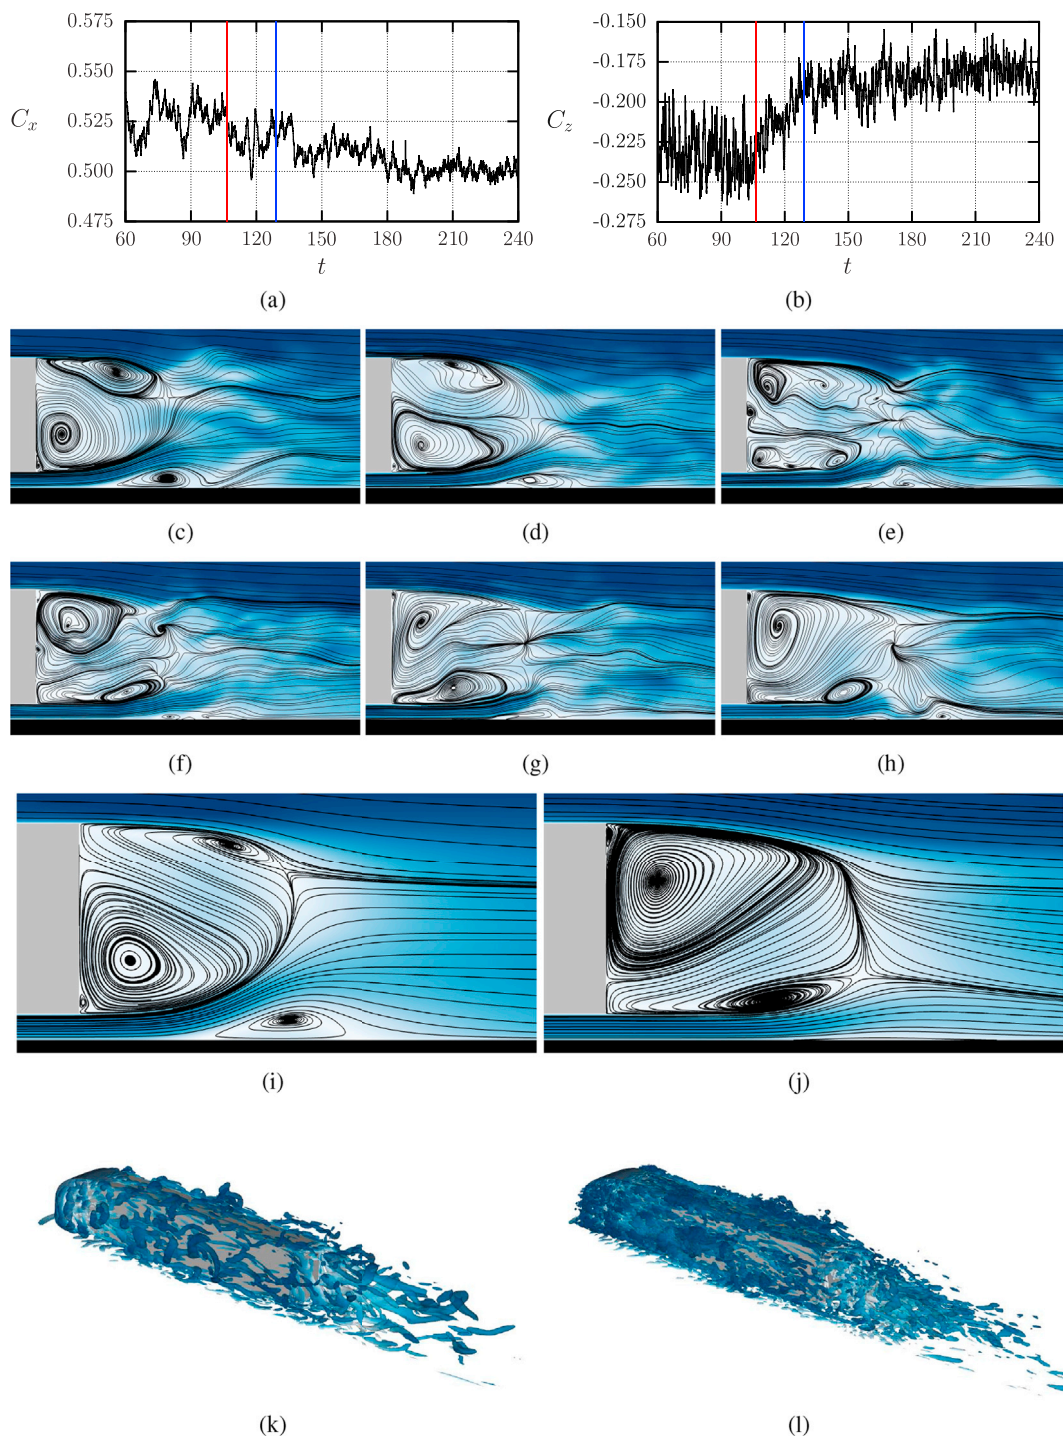 0.575
0.550
0.525
0.500
0.475
C_x
60 90 120 150 180 210 240
t
(a)
-0.150
-0.175
-0.200
-0.225
-0.250
-0.275
C_z
60 90 120 150 180 210 240
t
(b)
(c) (d) (e)
(f) (g) (h)
(i) (j)
(k) (l)